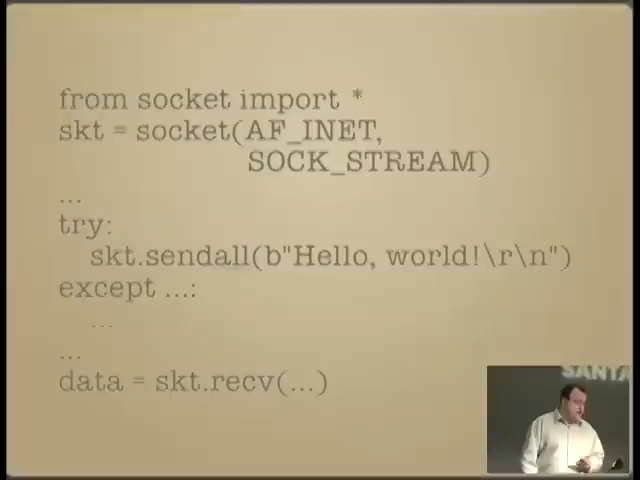 from socket import *
skt = socket(AF_INET,
SOCK_STREAM)
...
try:
skt.sendall(b"Hello, world!\r\n")
except ...:
...
...
data = skt.recv(...)
SANTA